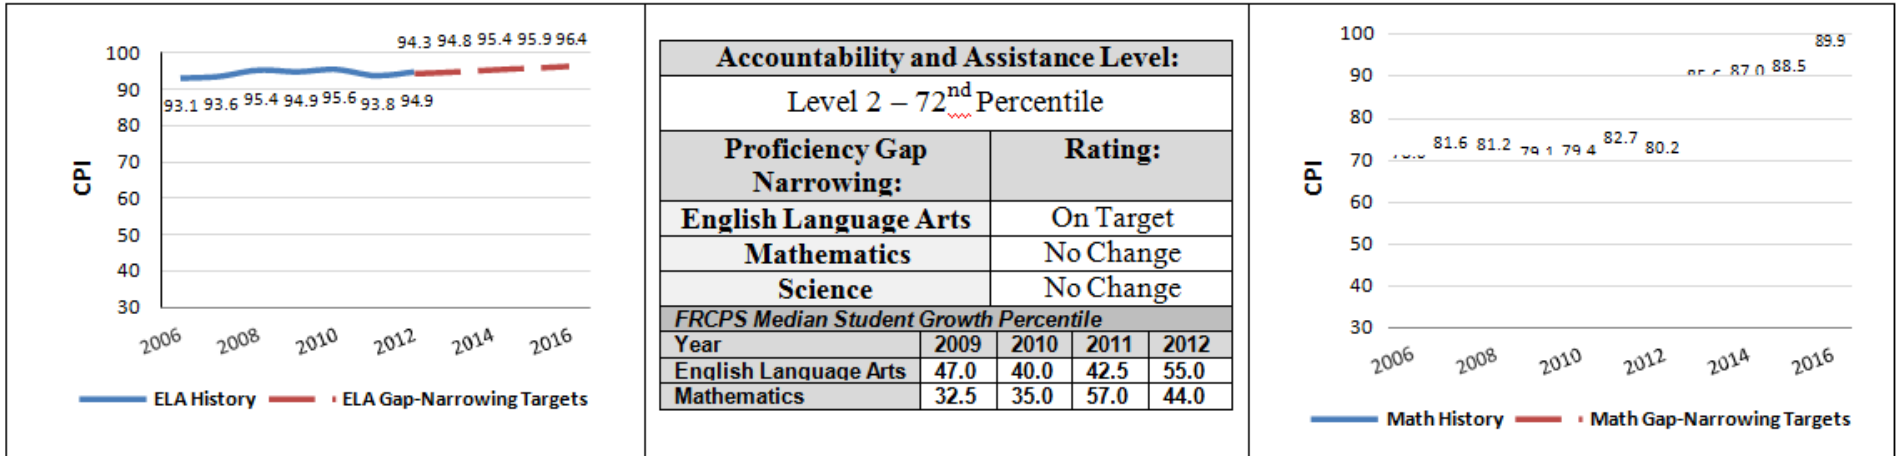 94.3 94.8 95.4 95.9 96.4
100
90
80
70
60
50
40
30
CPI
93.1 93.6 95.4 94.9 95.6 93.8 94.9
2006 2008 2010 2012 2014 2016
ELA History ELA Gap-Narrowing Targets
Accountability and Assistance Level:
Level 2 – 72nd Percentile
Proficiency Gap Narrowing: Rating:
English Language Arts On Target
Mathematics No Change
Science No Change
FRCPS Median Student Growth Percentile
Year 2009 2010 2011 2012
English Language Arts 47.0 40.0 42.5 55.0
Mathematics 32.5 35.0 57.0 44.0
100
90
80
70
60
50
40
30
CPI
81.6 81.2 79.1 79.4 82.7 80.2
87.0 88.5 89.9
2006 2008 2010 2012 2014 2016
Math History Math Gap-Narrowing Targets